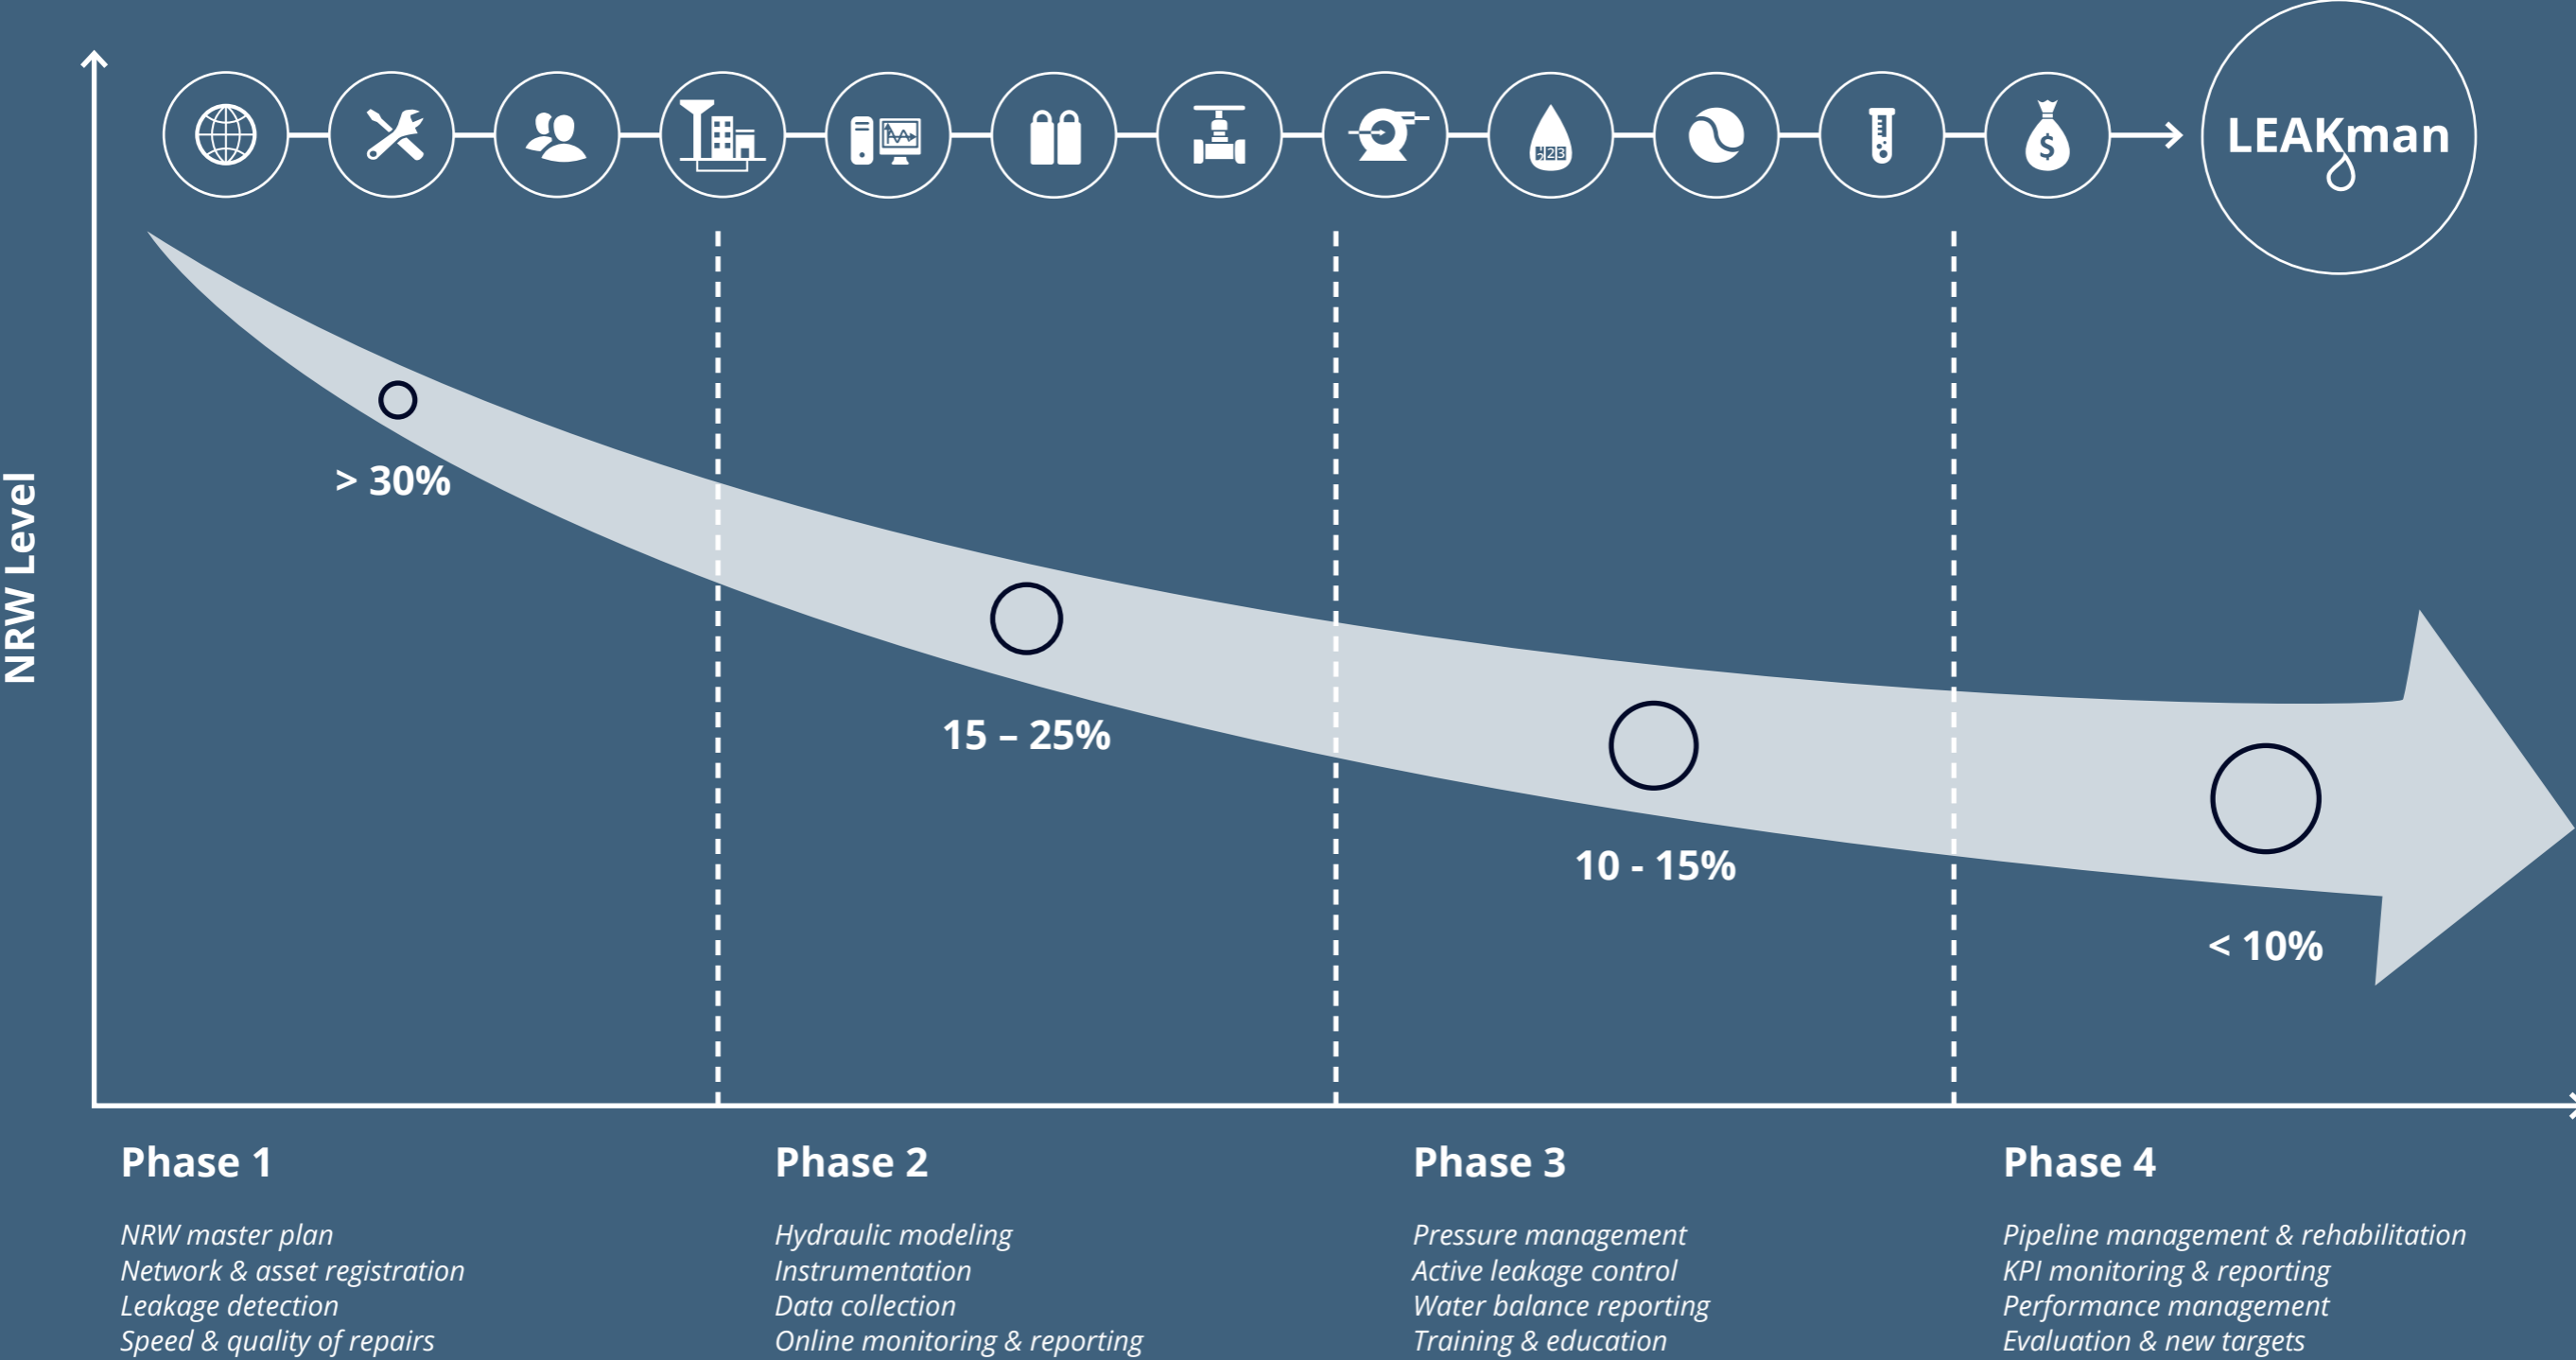 LEAKman
123
$
NRW Level
> 30%
15 – 25%
10 - 15%
< 10%
Phase 1
NRW master plan
Network & asset registration
Leakage detection
Speed & quality of repairs
Phase 2
Hydraulic modeling
Instrumentation
Data collection
Online monitoring & reporting
Phase 3
Pressure management
Active leakage control
Water balance reporting
Training & education
Phase 4
Pipeline management & rehabilitation
KPI monitoring & reporting
Performance management
Evaluation & new targets